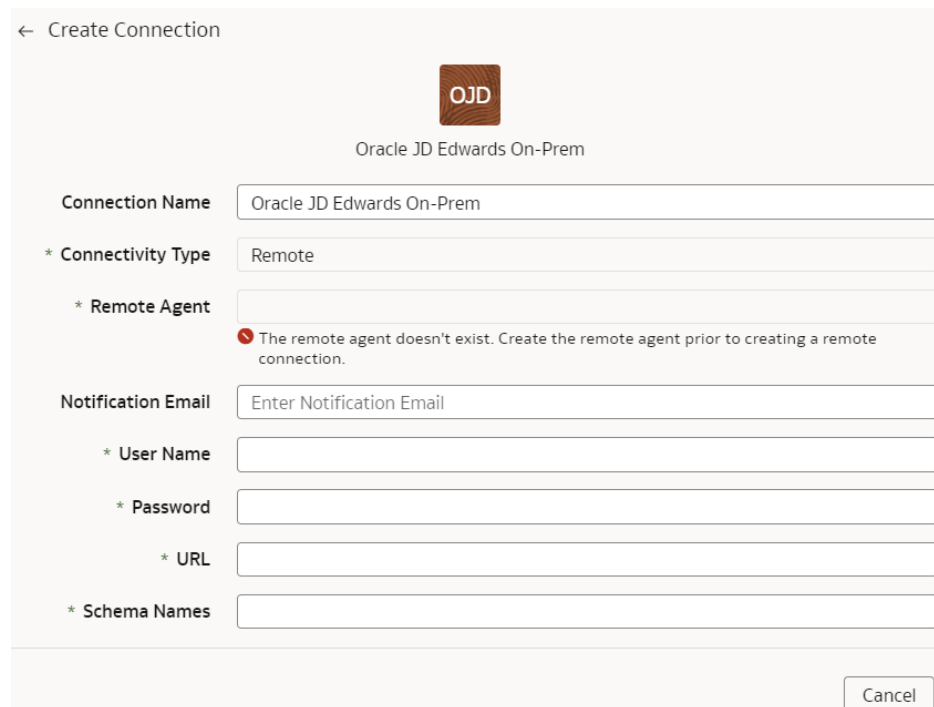 ← Create Connection
OJD
Oracle JD Edwards On-Prem
Connection Name Oracle JD Edwards On-Prem
* Connectivity Type Remote
* Remote Agent
The remote agent doesn't exist. Create the remote agent prior to creating a remote
connection.
Notification Email Enter Notification Email
* User Name
* Password
* URL
* Schema Names
Cancel